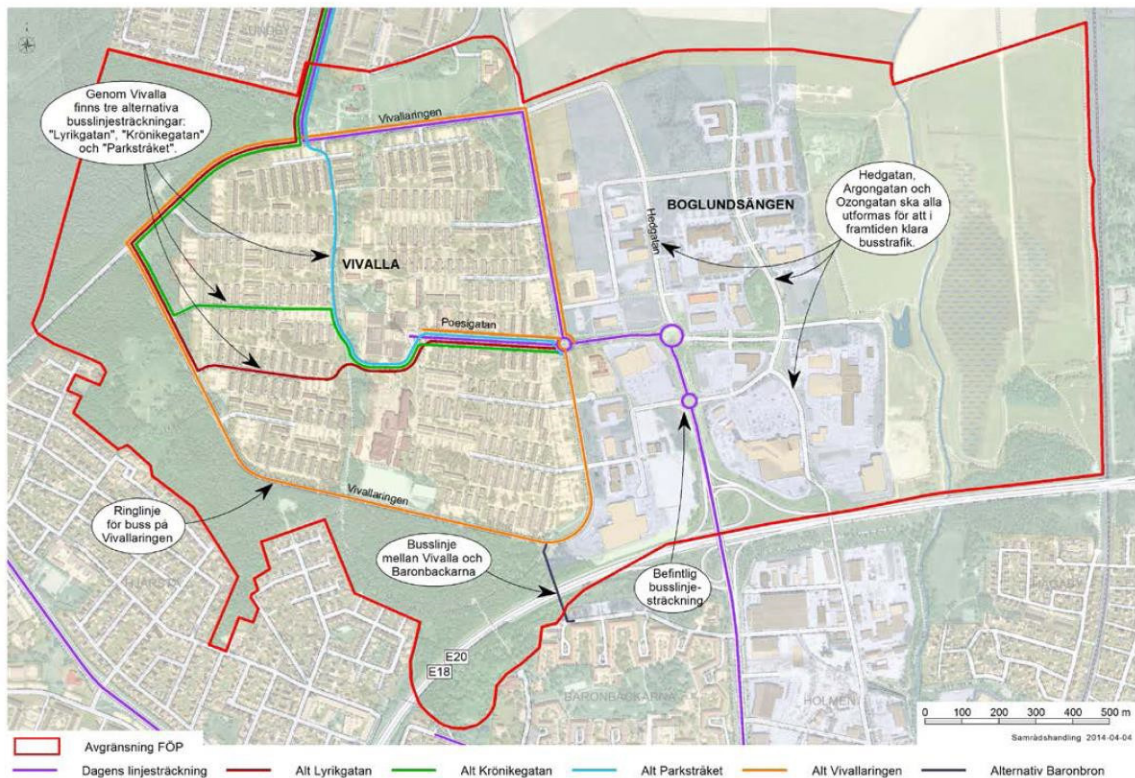 Genom Vivalla
finns tre alternativa
busslinjesträckningar:
"Lyrikgatan", "Krönikegatan"
och "Parkstråket".
Vivallaringen
Hedgatan,
Argongatan och
Ozongatan ska alla
utformas för att i
framtiden klara
busstrafik.
BOGLUNDSÄNGEN
Hedgatan
VIVALLA
Poesigatan
Vivallaringen
Ringlinje
för buss på
Vivallaringen
Busslinje
mellan Vivalla och
Baronbackarna
Befintlig
busslinje-
sträckning
E20
E18
BARONBACKARNA
HOLMEN
0 100 200 300 400 500 m
Samrådshandling 2014-04-04
Avgränsning FÖP
Dagens linjesträckning
Alt Lyrikgatan
Alt Krönikegatan
Alt Parkstråket
Alt Vivallaringen
Alternativ Baronbron